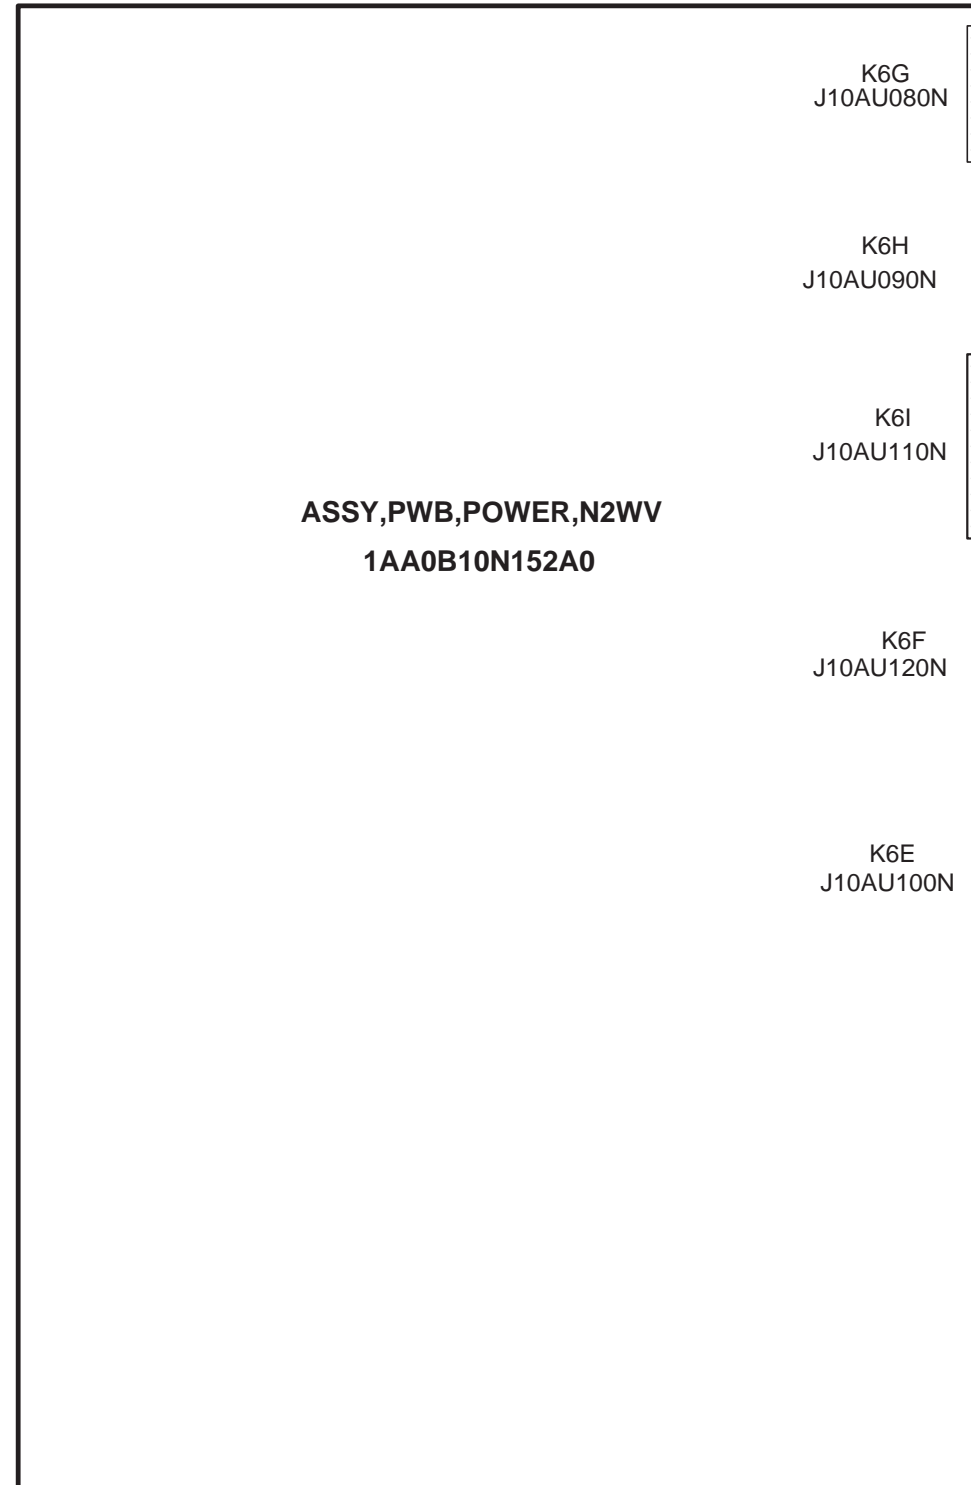 K6G
J10AU080N
K6H
J10AU090N
K6I
J10AU110N
ASSY,PWB,POWER,N2WV
1AA0B10N152A0
K6F
J10AU120N
K6E
J10AU100N